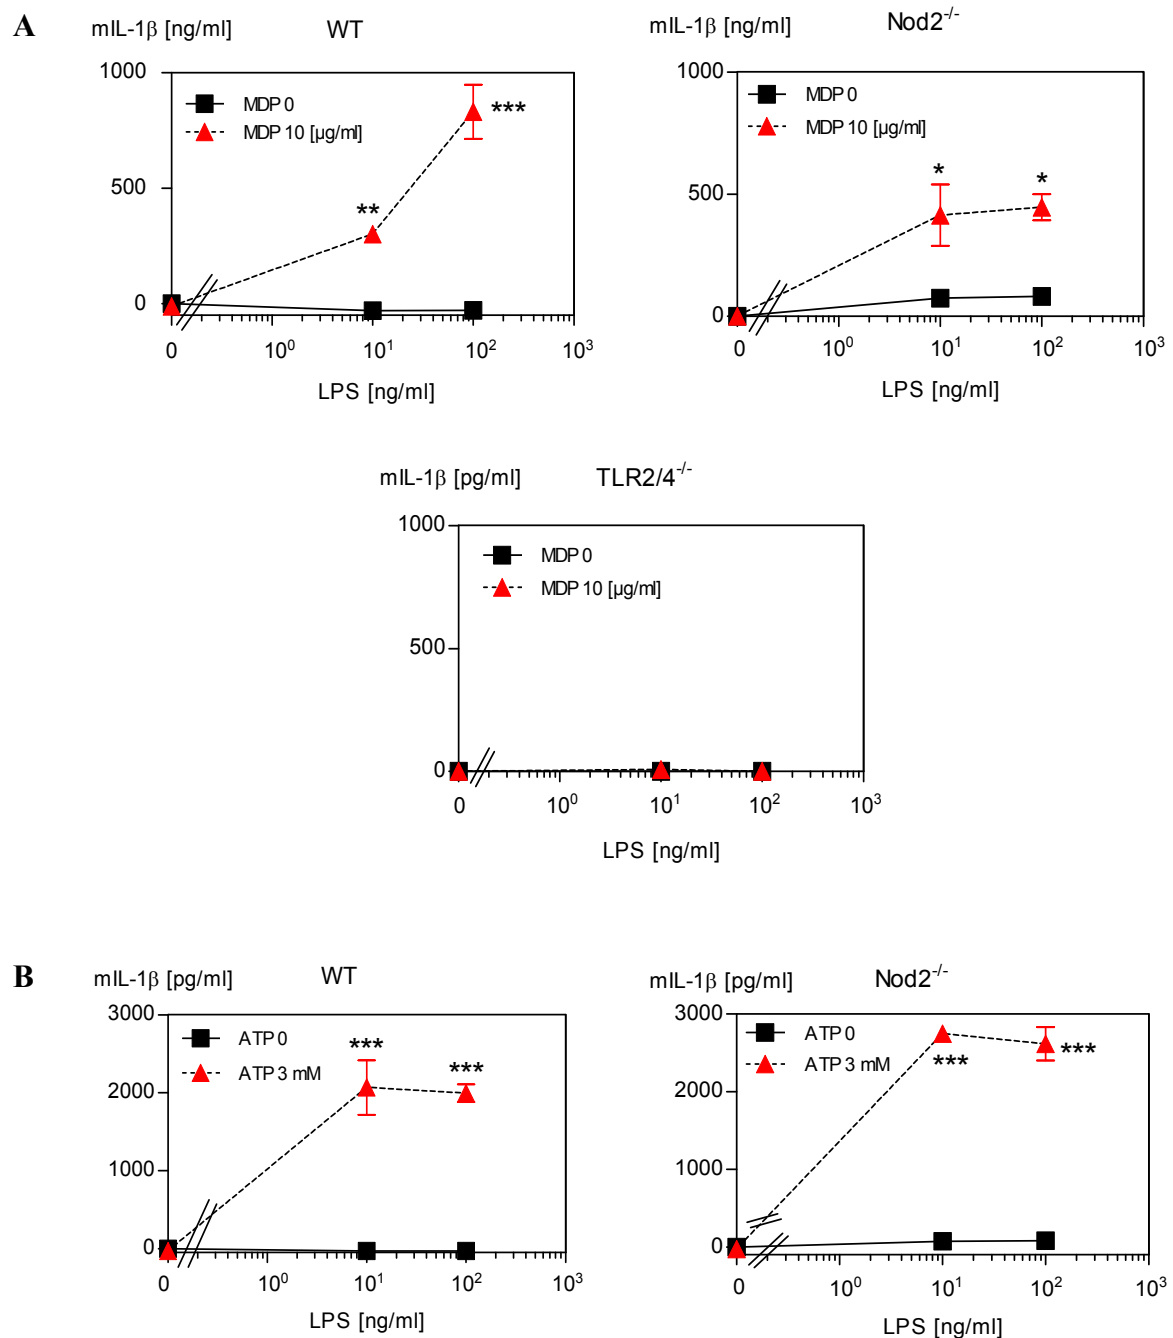 A
mIL-1β [ng/ml] WT
1000
500
0
MDP 0
MDP 10 [µg/ml]
**
***
0 10⁰ 10¹ 10² 10³
LPS [ng/ml]
mIL-1β [ng/ml] Nod2⁻/⁻
1000
500
0
MDP 0
MDP 10 [µg/ml]
*
*
0 10⁰ 10¹ 10² 10³
LPS [ng/ml]
mIL-1β [pg/ml] TLR2/4⁻/⁻
1000
500
0
MDP 0
MDP 10 [µg/ml]
0 10⁰ 10¹ 10² 10³
LPS [ng/ml]
B
mIL-1β [pg/ml] WT
3000
2000
1000
0
ATP 0
ATP 3 mM
***
***
0 10⁰ 10¹ 10² 10³
LPS [ng/ml]
mIL-1β [pg/ml] Nod2⁻/⁻
3000
2000
1000
0
ATP 0
ATP 3 mM
***
***
0 10⁰ 10¹ 10² 10³
LPS [ng/ml]